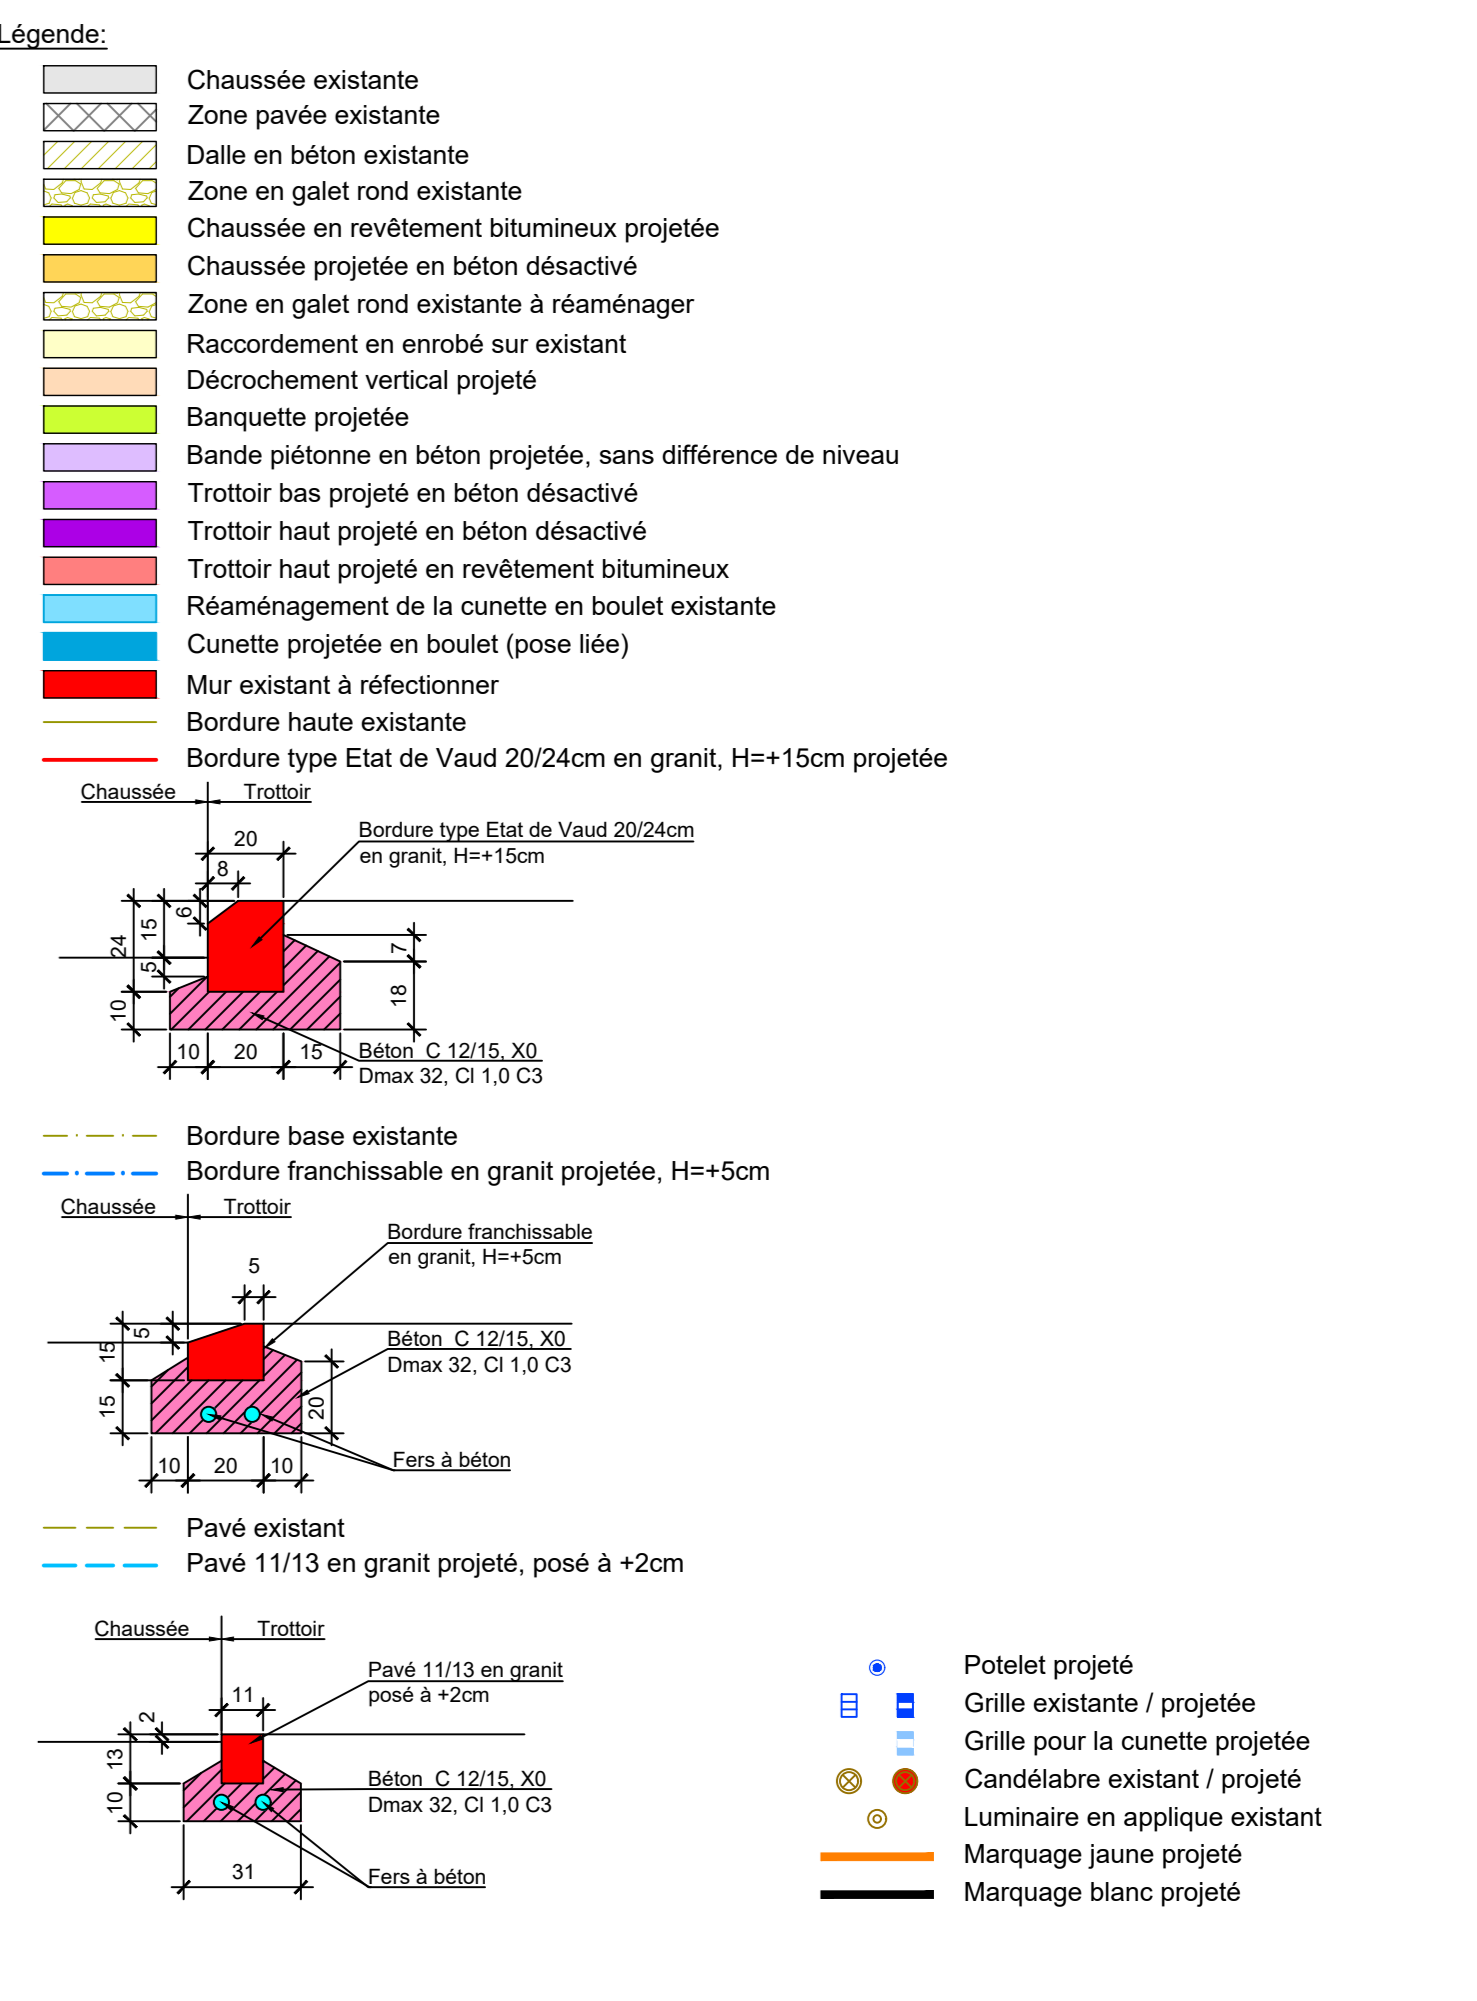 Légende:
Chaussée existante
Zone pavée existante
Dalle en béton existante
Zone en galet rond existante
Chaussée en revêtement bitumineux projetée
Chaussée projetée en béton désactivé
Zone en galet rond existante à réaménager
Raccordement en enrobé sur existant
Décrochement vertical projeté
Banquette projetée
Bande piétonne en béton projetée, sans différence de niveau
Trottoir bas projeté en béton désactivé
Trottoir haut projeté en béton désactivé
Trottoir haut projeté en revêtement bitumineux
Réaménagement de la cunette en boulet existante
Cunette projetée en boulet (pose liée)
Mur existant à réfectionner
Bordure haute existante
Bordure type Etat de Vaud 20/24cm en granit, H=+15cm projetée
Chaussée Trottoir
20
8
Bordure type Etat de Vaud 20/24cm
en granit, H=+15cm
24
15
6
5
10
7
18
10 20 15
Béton C 12/15, X0
Dmax 32, Cl 1,0 C3
Bordure base existante
Bordure franchissable en granit projetée, H=+5cm
Chaussée Trottoir
Bordure franchissable
en granit, H=+5cm
5
15
5
15
20
Béton C 12/15, X0
Dmax 32, Cl 1,0 C3
Fers à béton
10 20 10
Pavé existant
Pavé 11/13 en granit projeté, posé à +2cm
Chaussée Trottoir
Pavé 11/13 en granit
posé à +2cm
11
2
13
10
Béton C 12/15, X0
Dmax 32, Cl 1,0 C3
31
Fers à béton
Potelet projeté
Grille existante / projetée
Grille pour la cunette projetée
Candélabre existant / projeté
Luminaire en applique existant
Marquage jaune projeté
Marquage blanc projeté